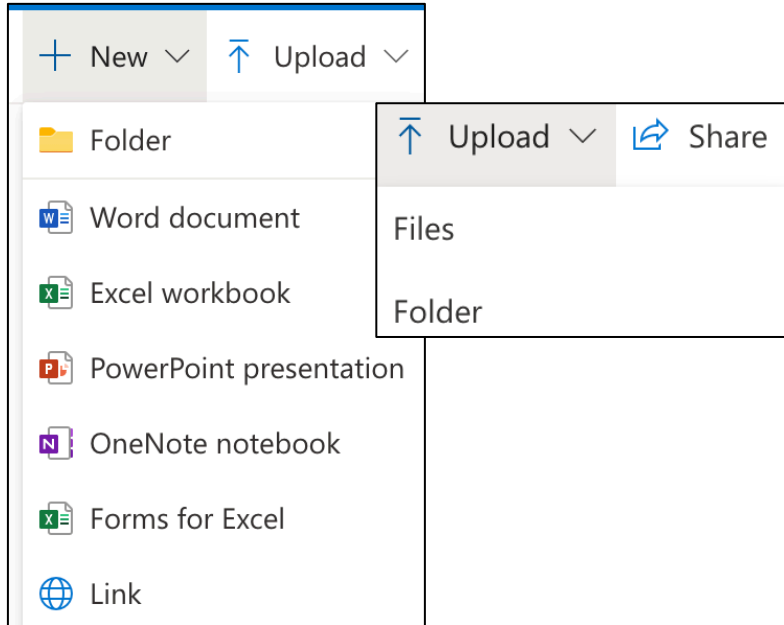 New
Upload
Folder
Word document
Excel workbook
PowerPoint presentation
OneNote notebook
Forms for Excel
Link
Upload
Share
Files
Folder